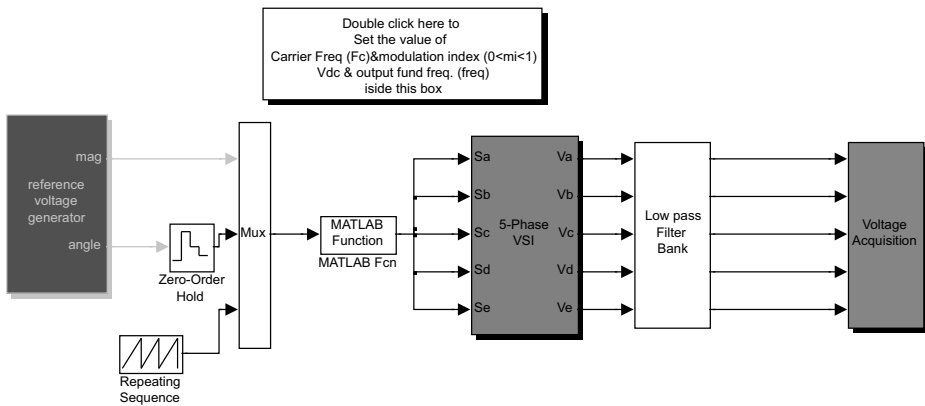 Double click here to
Set the value of
Carrier Freq (Fc)&modulation index (0<mi<1)
Vdc & output fund freq. (freq)
iside this box
mag
reference
voltage
generator
angle
Zero-Order
Hold
Repeating
Sequence
Mux
MATLAB
Function
MATLAB Fcn
Sa
Sb
Sc
Sd
Se
5-Phase
VSI
Va
Vb
Vc
Vd
Ve
Low pass
Filter
Bank
Voltage
Acquisition